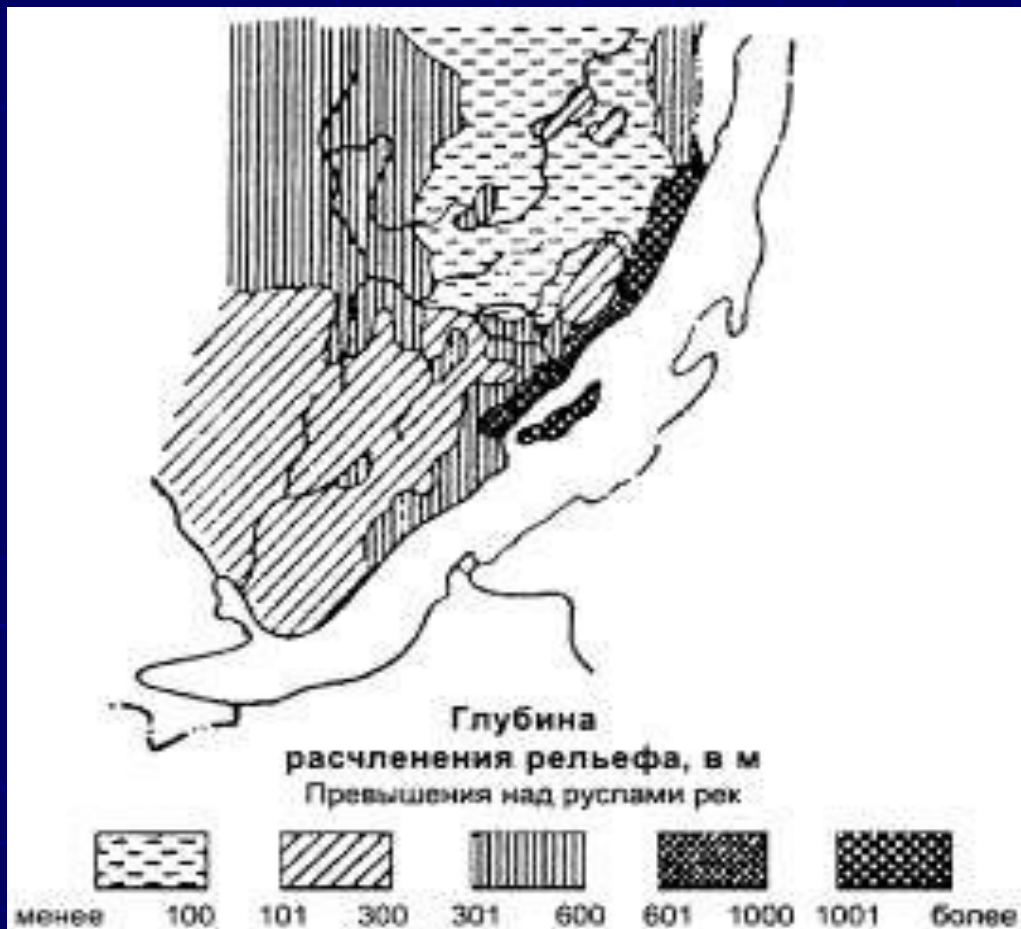 Глубина
расчленения рельефа, в м
Превышения над руслами рек
менее 100 101 300 301 600 601 1000 1001 более